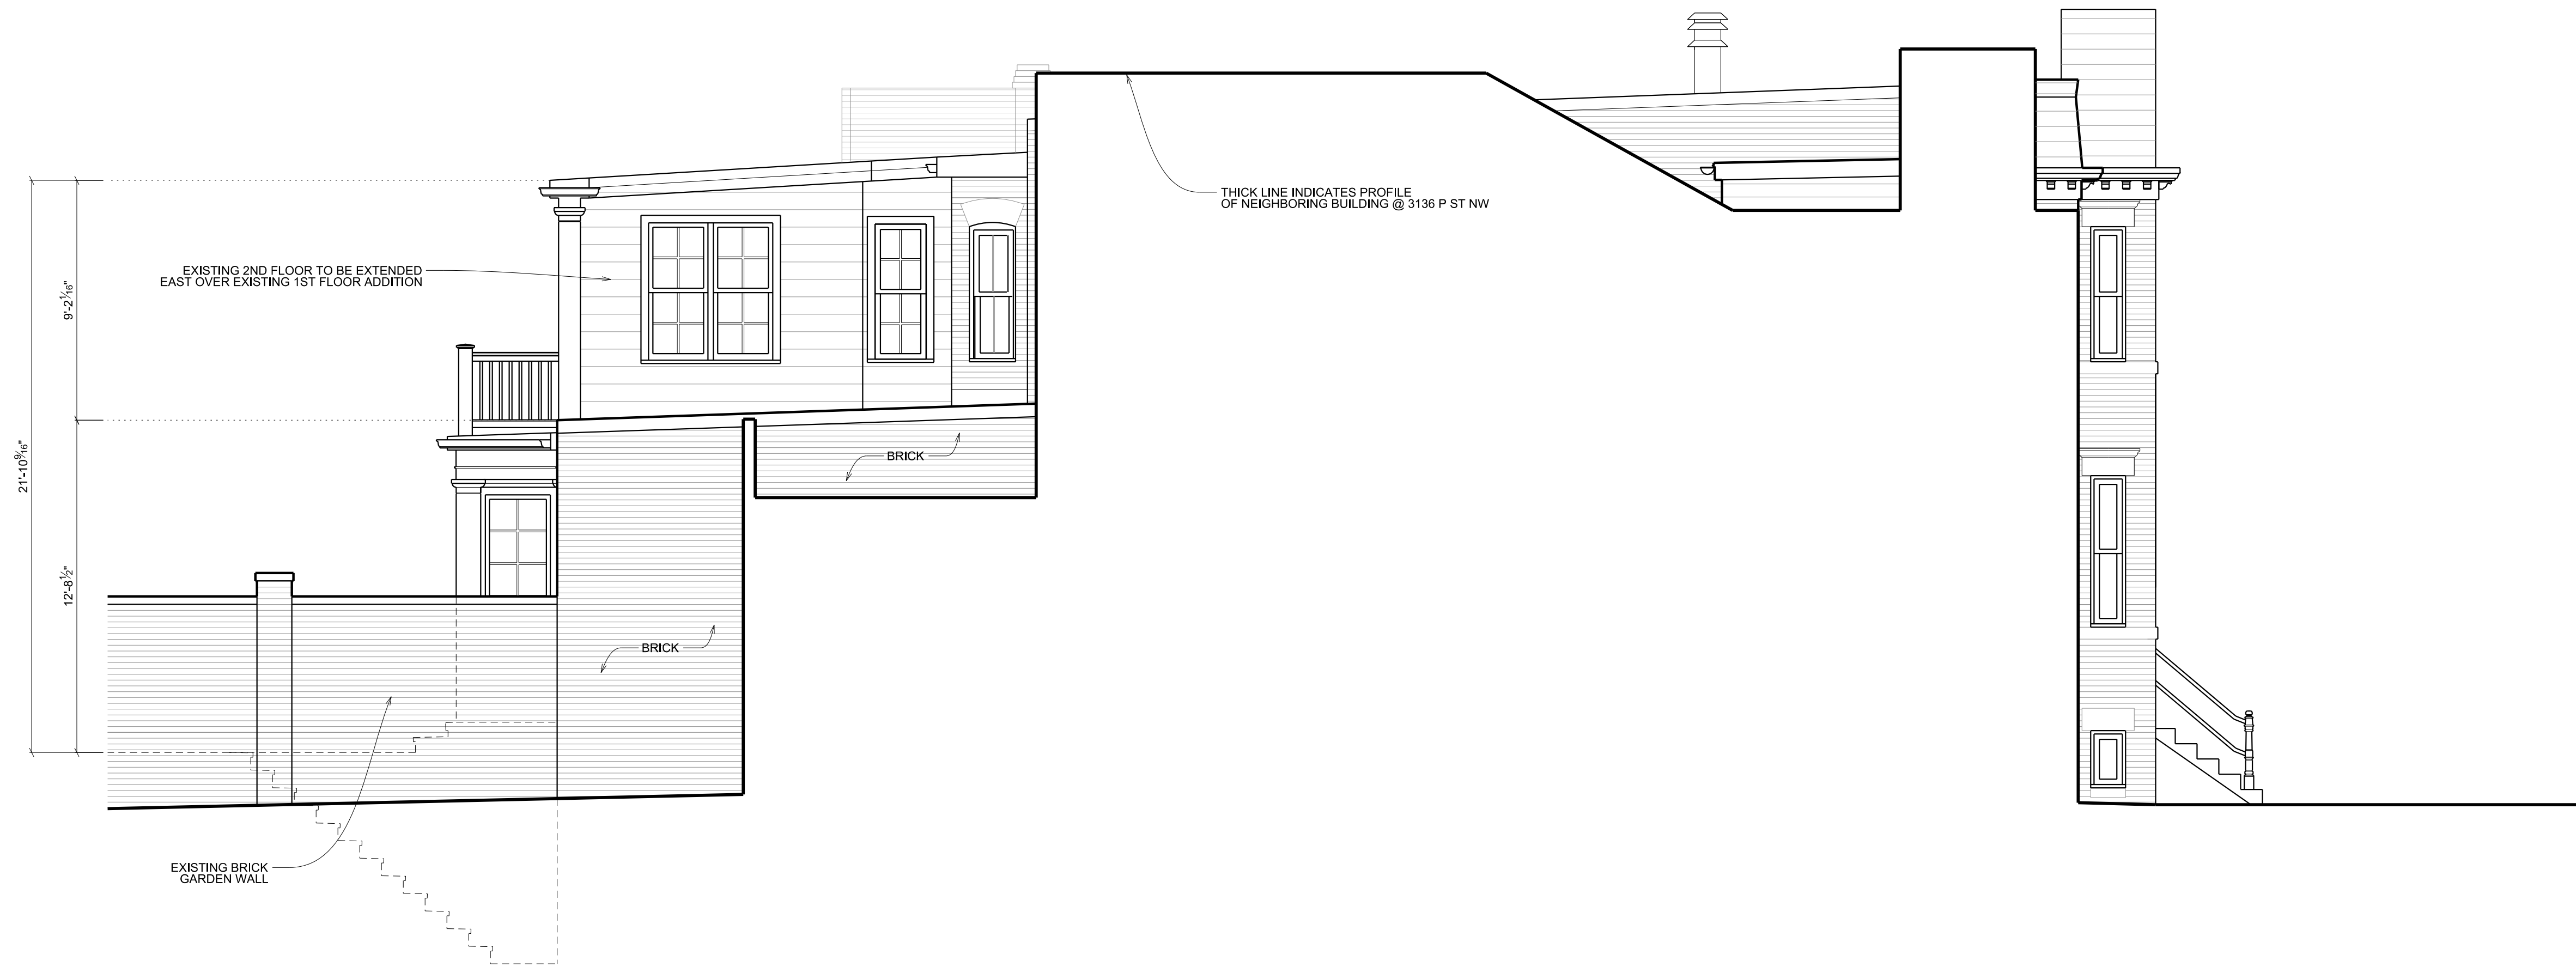 THICK LINE INDICATES PROFILE
OF NEIGHBORING BUILDING @ 3136 P ST NW
EXISTING 2ND FLOOR TO BE EXTENDED
EAST OVER EXISTING 1ST FLOOR ADDITION
9'-2 1/16"
21'-10 9/16"
12'-8 1/2"
BRICK
BRICK
EXISTING BRICK
GARDEN WALL